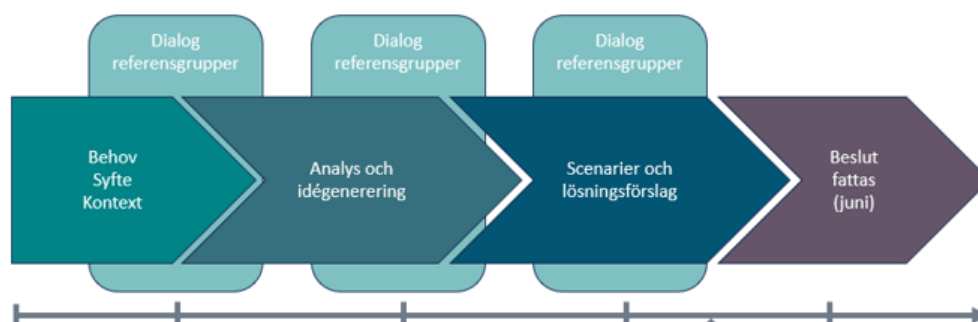 Dialog
referensgrupper
Dialog
referensgrupper
Dialog
referensgrupper
Behov
Syfte
Kontext
Analys och
idégenerering
Scenarier och
lösningsförslag
Beslut
fattas
(juni)